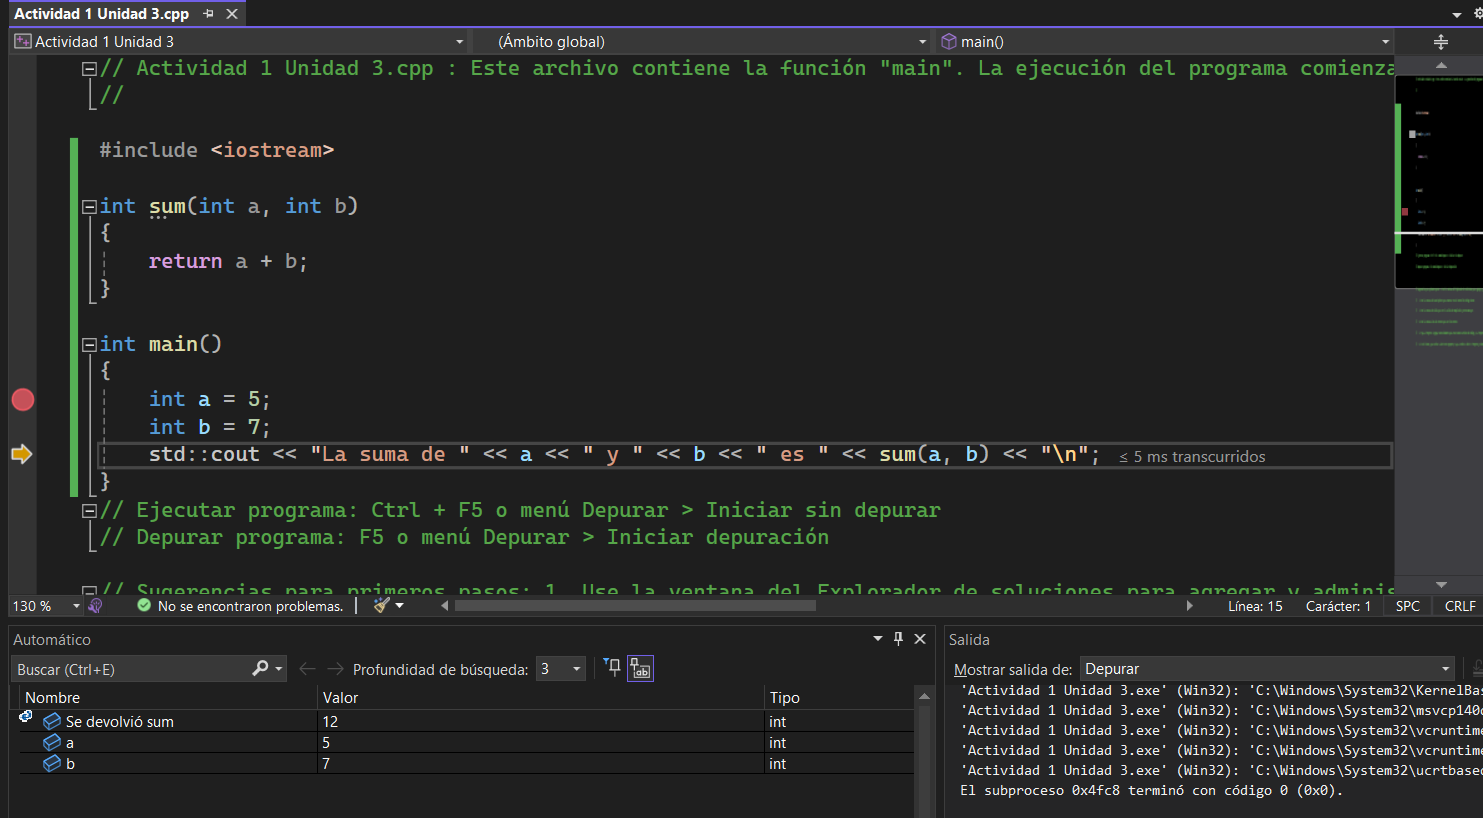 Actividad 1 Unidad 3.cpp
Actividad 1 Unidad 3 (Ámbito global) main()
// Actividad 1 Unidad 3.cpp : Este archivo contiene la función "main". La ejecución del programa comienza
//
#include <iostream>
int sum(int a, int b)
{
return a + b;
}
int main()
{
int a = 5;
int b = 7;
std::cout << "La suma de " << a << " y " << b << " es " << sum(a, b) << "\n"; ≤ 5 ms transcurridos
}
// Ejecutar programa: Ctrl + F5 o menú Depurar > Iniciar sin depurar
// Depurar programa: F5 o menú Depurar > Iniciar depuración
// Sugerencias para primeros pasos: 1. Use la ventana del Explorador de soluciones para agregar y adminis
130 % No se encontraron problemas. Línea: 15 Carácter: 1 SPC CRLF
Automático
Buscar (Ctrl+E) Profundidad de búsqueda: 3
Nombre Valor Tipo
Se devolvió sum 12 int
a 5 int
b 7 int
Salida
Mostrar salida de: Depurar
'Actividad 1 Unidad 3.exe' (Win32): 'C:\Windows\System32\KernelBas
'Actividad 1 Unidad 3.exe' (Win32): 'C:\Windows\System32\msvcp140d
'Actividad 1 Unidad 3.exe' (Win32): 'C:\Windows\System32\vcruntime
'Actividad 1 Unidad 3.exe' (Win32): 'C:\Windows\System32\vcruntime
'Actividad 1 Unidad 3.exe' (Win32): 'C:\Windows\System32\ucrtbased
El subproceso 0x4fc8 terminó con código 0 (0x0).